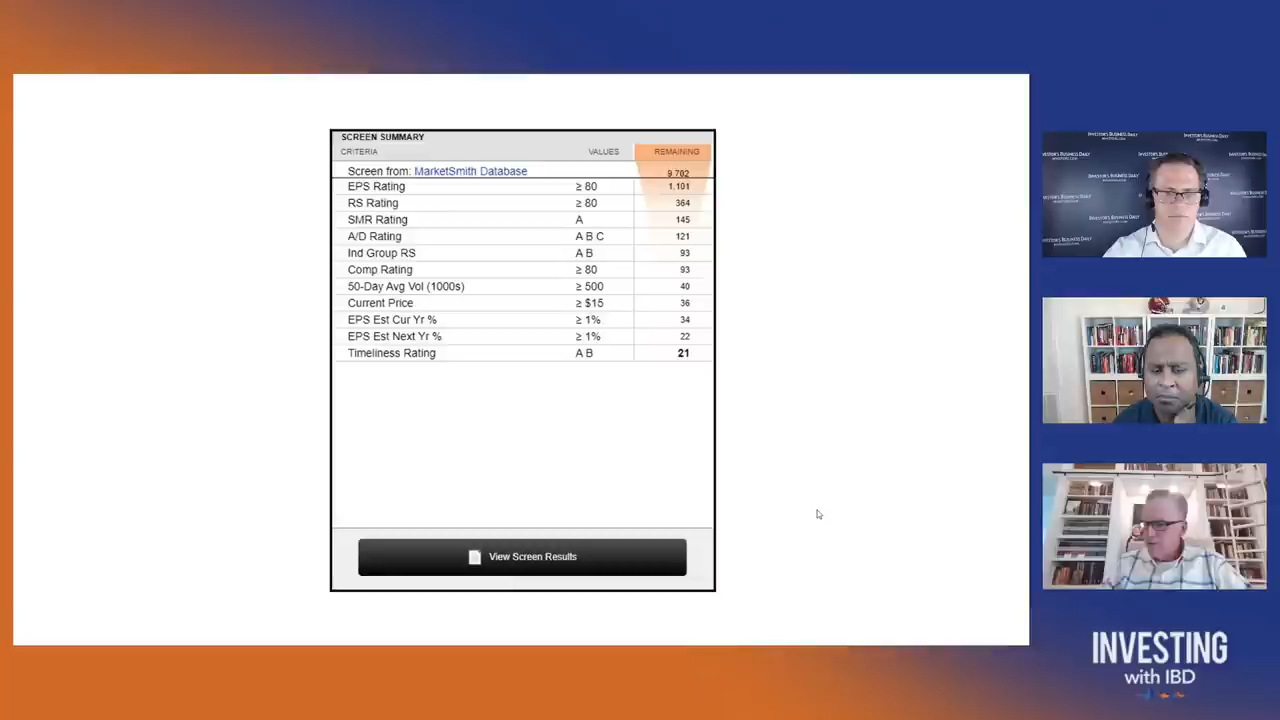 SCREEN SUMMARY
CRITERIA VALUES REMAINING
Screen from: MarketSmith Database 9,702
EPS Rating ≥ 80 1,101
RS Rating ≥ 80 364
SMR Rating A 145
A/D Rating A B C 121
Ind Group RS A B 93
Comp Rating ≥ 80 93
50-Day Avg Vol (1000s) ≥ 500 40
Current Price ≥ $15 36
EPS Est Cur Yr % ≥ 1% 34
EPS Est Next Yr % ≥ 1% 22
Timeliness Rating A B 21
View Screen Results
INVESTOR'S BUSINESS DAILY
INVESTING
with IBD